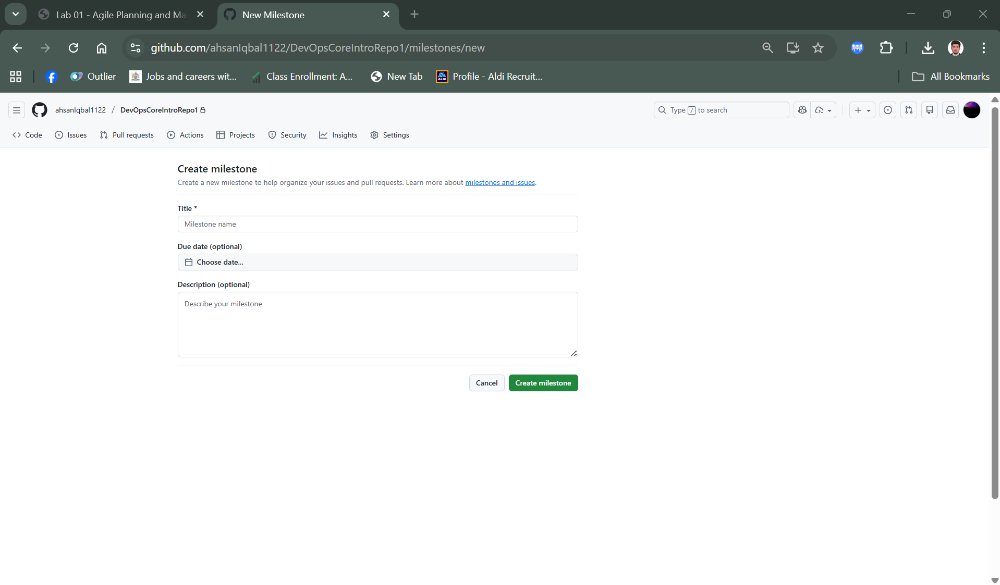 Lab 01 - Agile Planning and Ma
New Milestone
github.com/ahsanIqbal1122/DevOpsCoreIntroRepo1/milestones/new
Outlier
Jobs and careers wit...
Class Enrollment: A...
New Tab
ALDI
Profile - Aldi Recruit...
All Bookmarks
ahsanIqbal1122 / DevOpsCoreIntroRepo1
Type / to search
Code
Issues
Pull requests
Actions
Projects
Security
Insights
Settings
Create milestone
Create a new milestone to help organize your issues and pull requests. Learn more about milestones and issues.
Title *
Milestone name
Due date (optional)
Choose date...
Description (optional)
Describe your milestone
Cancel
Create milestone